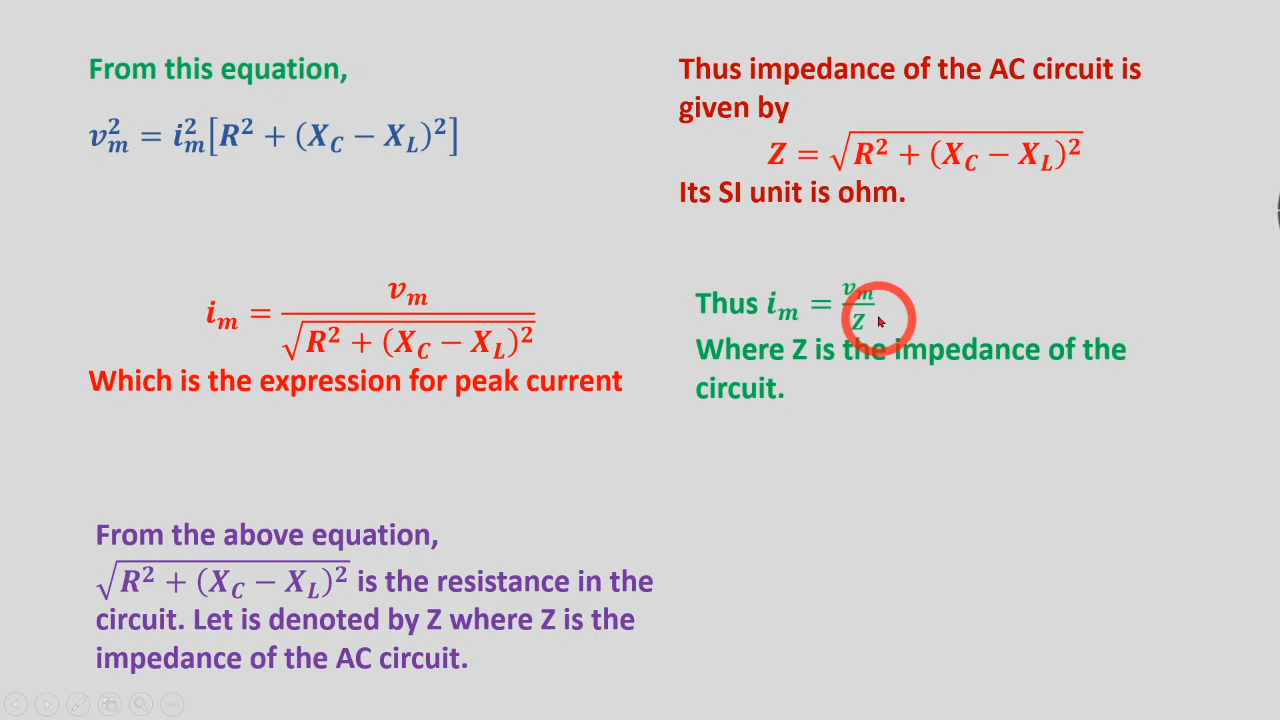 From this equation,
v_m^2 = i_m^2[R^2 + (X_C − X_L)^2]
i_m = v_m / √(R^2 + (X_C − X_L)^2)
Which is the expression for peak current
From the above equation,
√(R^2 + (X_C − X_L)^2) is the resistance in the
circuit. Let is denoted by Z where Z is the
impedance of the AC circuit.
Thus impedance of the AC circuit is
given by
Z = √(R^2 + (X_C − X_L)^2)
Its SI unit is ohm.
Thus i_m = v_m / Z
Where Z is the impedance of the
circuit.